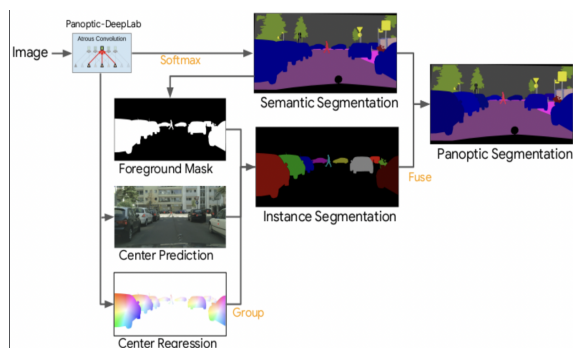 Panoptic-DeepLab
Image
Atrous Convolution
Softmax
Semantic Segmentation
Foreground Mask
Panoptic Segmentation
Instance Segmentation
Fuse
Center Prediction
Group
Center Regression